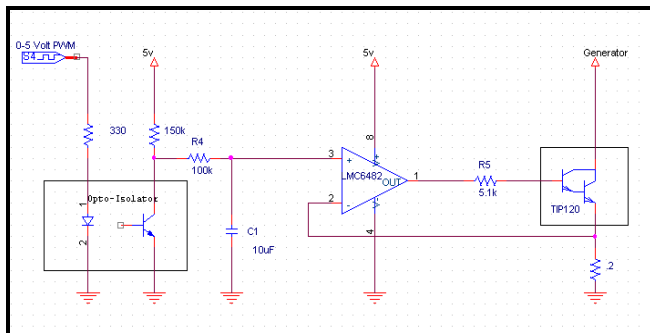 0-5 Volt PWM
S4
5v
5v
Generator
330
150k
R4
100k
3
+
8
V+
LMC6482
OUT
1
R5
5.1k
2
-
V-
4
TIP120
Opto-Isolator
1
2
C1
10uF
.2